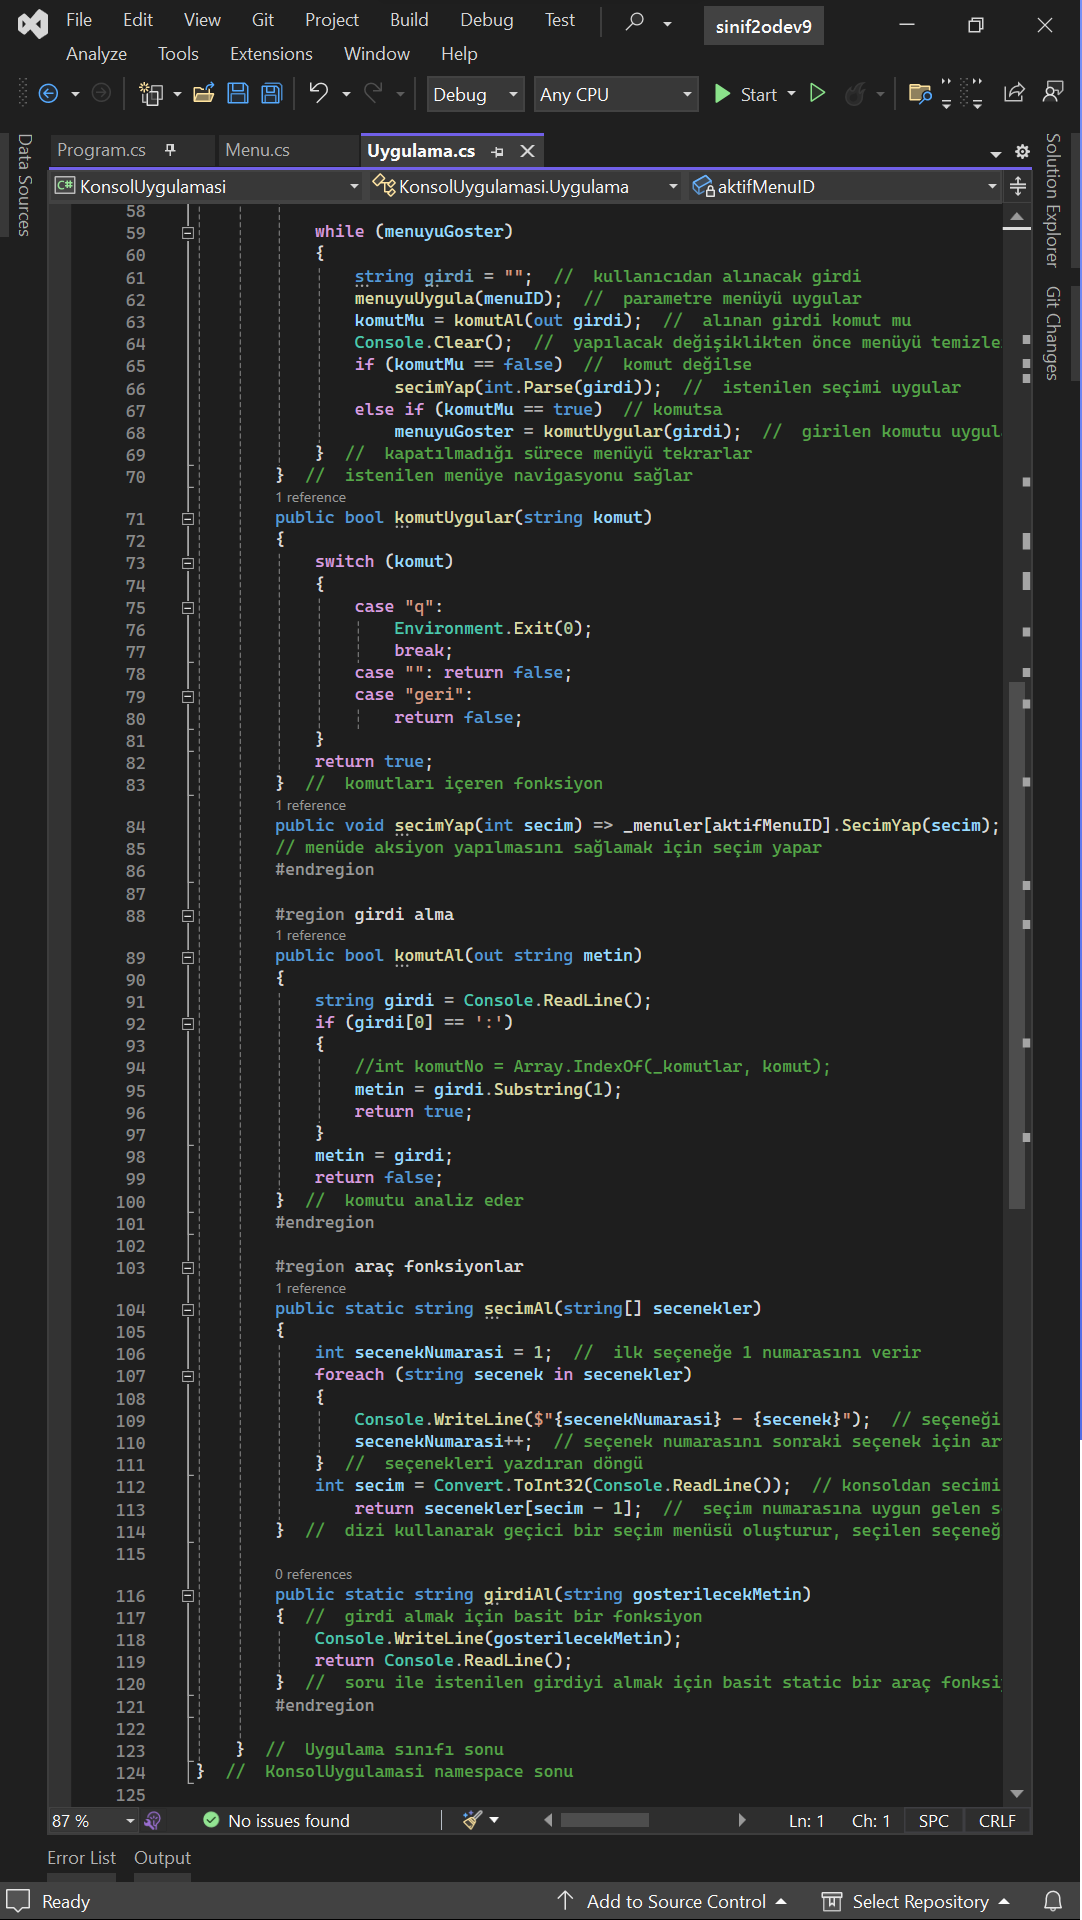 File Edit View Git Project Build Debug Test sinif2odev9
Analyze Tools Extensions Window Help
Debug Any CPU Start
Data Sources
Program.cs Menu.cs Uygulama.cs
C# KonsolUygulamasi KonsolUygulamasi.Uygulama aktifMenuID
Solution Explorer
Git Changes
58
59 while (menuyuGoster)
60 {
61 string girdi = ""; // kullanıcıdan alınacak girdi
62 menuyuUygula(menuID); // parametre menüyü uygular
63 komutMu = komutAl(out girdi); // alınan girdi komut mu
64 Console.Clear(); // yapılacak değişiklikten önce menüyü temizle
65 if (komutMu == false) // komut değilse
66 secimYap(int.Parse(girdi)); // istenilen seçimi uygular
67 else if (komutMu == true) // komutsa
68 menuyuGoster = komutUygular(girdi); // girilen komutu uygul
69 } // kapatılmadığı sürece menüyü tekrarlar
70 } // istenilen menüye navigasyonu sağlar
1 reference
71 public bool komutUygular(string komut)
72 {
73 switch (komut)
74 {
75 case "q":
76 Environment.Exit(0);
77 break;
78 case "": return false;
79 case "geri":
80 return false;
81 }
82 return true;
83 } // komutları içeren fonksiyon
1 reference
84 public void secimYap(int secim) => _menuler[aktifMenuID].SecimYap(secim);
85 // menüde aksiyon yapılmasını sağlamak için seçim yapar
86 #endregion
87
88 #region girdi alma
1 reference
89 public bool komutAl(out string metin)
90 {
91 string girdi = Console.ReadLine();
92 if (girdi[0] == ':')
93 {
94 //int komutNo = Array.IndexOf(_komutlar, komut);
95 metin = girdi.Substring(1);
96 return true;
97 }
98 metin = girdi;
99 return false;
100 } // komutu analiz eder
101 #endregion
102
103 #region araç fonksiyonlar
1 reference
104 public static string secimAl(string[] secenekler)
105 {
106 int secenekNumarasi = 1; // ilk seçeneğe 1 numarasını verir
107 foreach (string secenek in secenekler)
108 {
109 Console.WriteLine($"{secenekNumarasi} - {secenek}"); // seçeneği
110 secenekNumarasi++; // seçenek numarasını sonraki seçenek için ar
111 } // seçenekleri yazdıran döngü
112 int secim = Convert.ToInt32(Console.ReadLine()); // konsoldan secimi
113 return secenekler[secim - 1]; // seçim numarasına uygun gelen s
114 } // dizi kullanarak geçici bir seçim menüsü oluşturur, seçilen seçeneğ
115
0 references
116 public static string girdiAl(string gosterilecekMetin)
117 { // girdi almak için basit bir fonksiyon
118 Console.WriteLine(gosterilecekMetin);
119 return Console.ReadLine();
120 } // soru ile istenilen girdiyi almak için basit static bir araç fonksi
121 #endregion
122
123 } // Uygulama sınıfı sonu
124 } // KonsolUygulamasi namespace sonu
125
87 % No issues found Ln: 1 Ch: 1 SPC CRLF
Error List Output
Ready Add to Source Control Select Repository